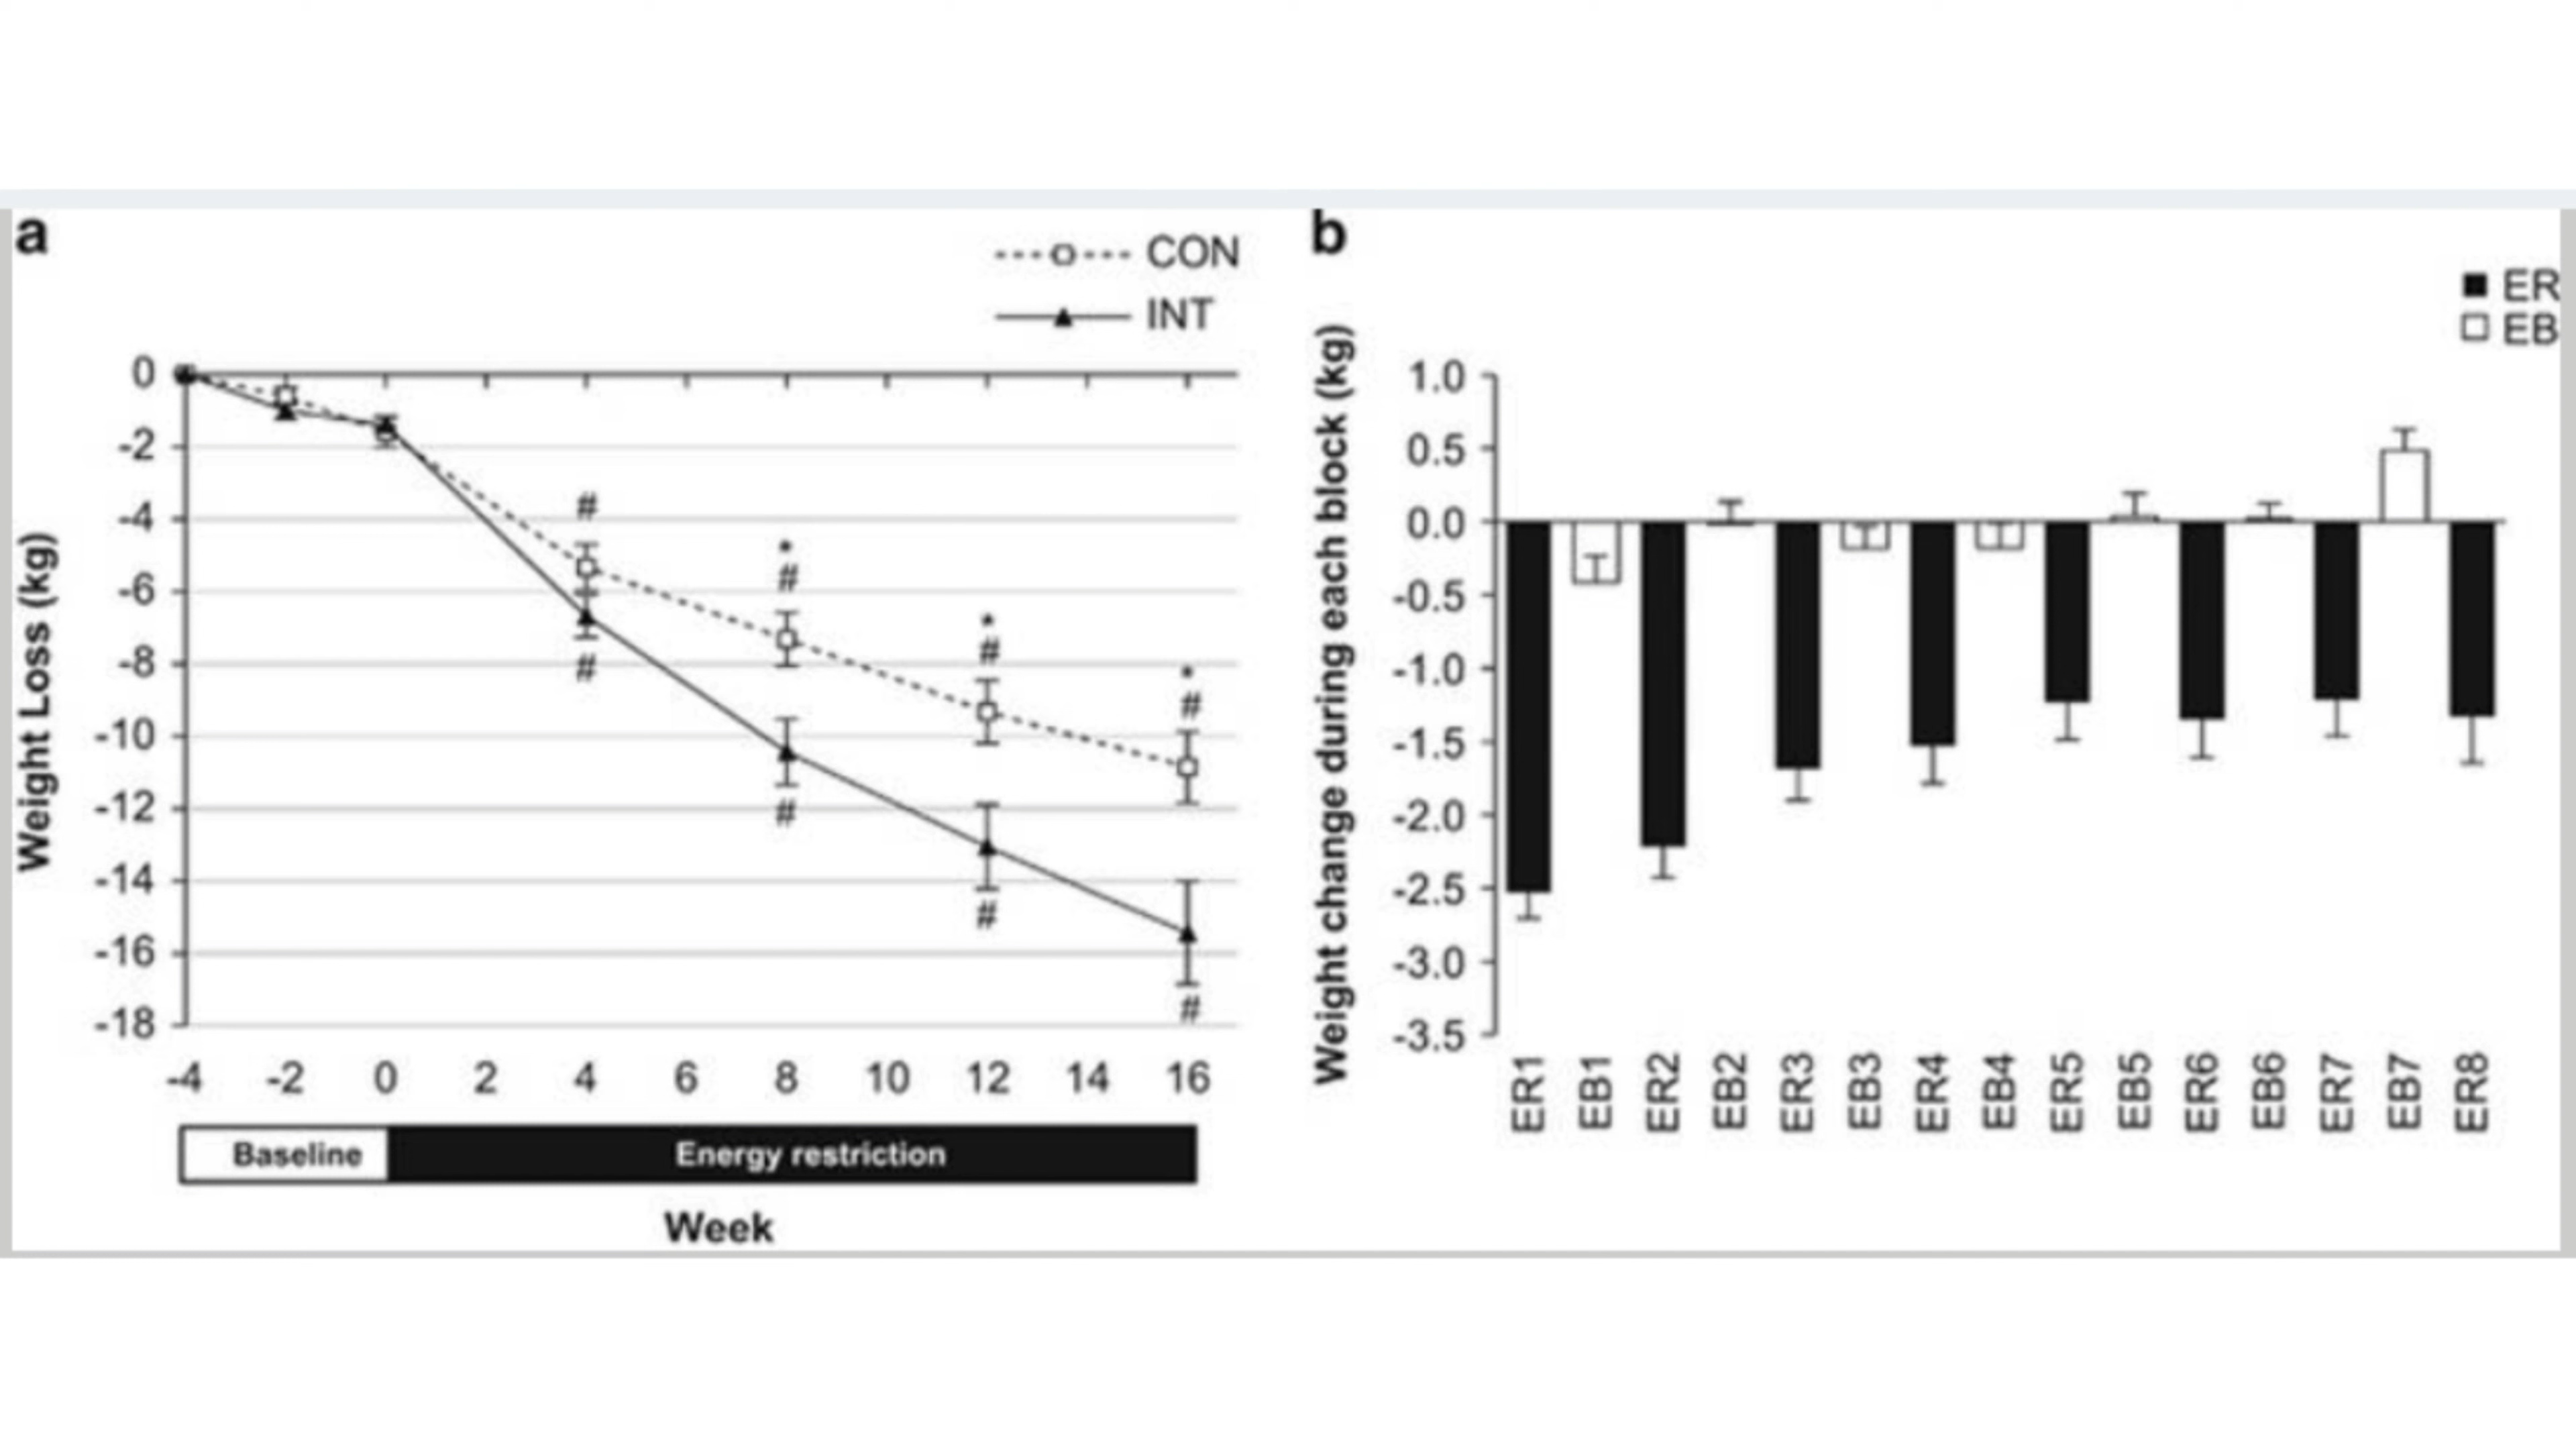 a
CON
INT
Weight Loss (kg)
0
-2
-4
-6
-8
-10
-12
-14
-16
-18
#
#
*
#
#
*
#
#
*
#
#
-4 -2 0 2 4 6 8 10 12 14 16
Baseline Energy restriction
Week
b
ER
EB
Weight change during each block (kg)
1.0
0.5
0.0
-0.5
-1.0
-1.5
-2.0
-2.5
-3.0
-3.5
ER1 EB1 ER2 EB2 ER3 EB3 ER4 EB4 ER5 EB5 ER6 EB6 ER7 EB7 ER8